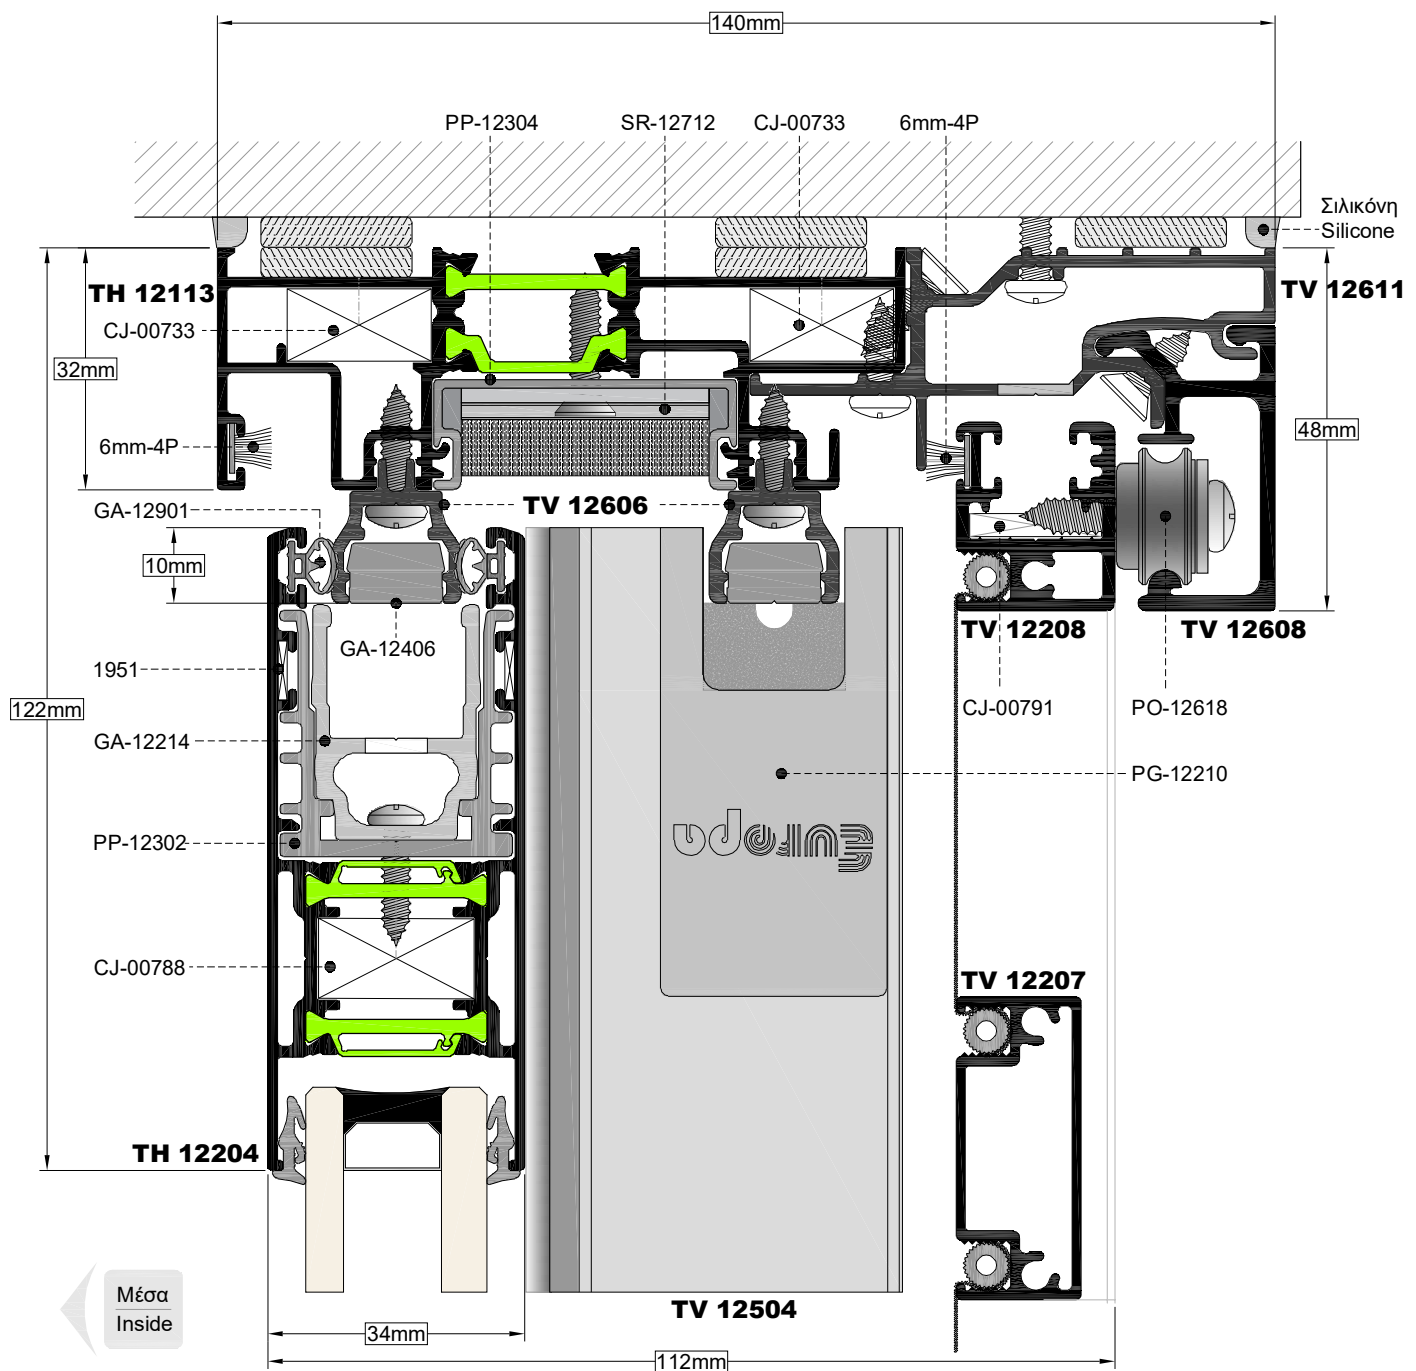 140mm
PP-12304
SR-12712
CJ-00733
6mm-4P
Σιλικόνη
Silicone
TH 12113
TV 12611
CJ-00733
32mm
48mm
6mm-4P
TV 12606
GA-12901
10mm
TV 12208
TV 12608
GA-12406
1951
122mm
CJ-00791
PO-12618
GA-12214
PG-12210
Europa
PP-12302
CJ-00788
TV 12207
TH 12204
Μέσα
Inside
TV 12504
34mm
112mm